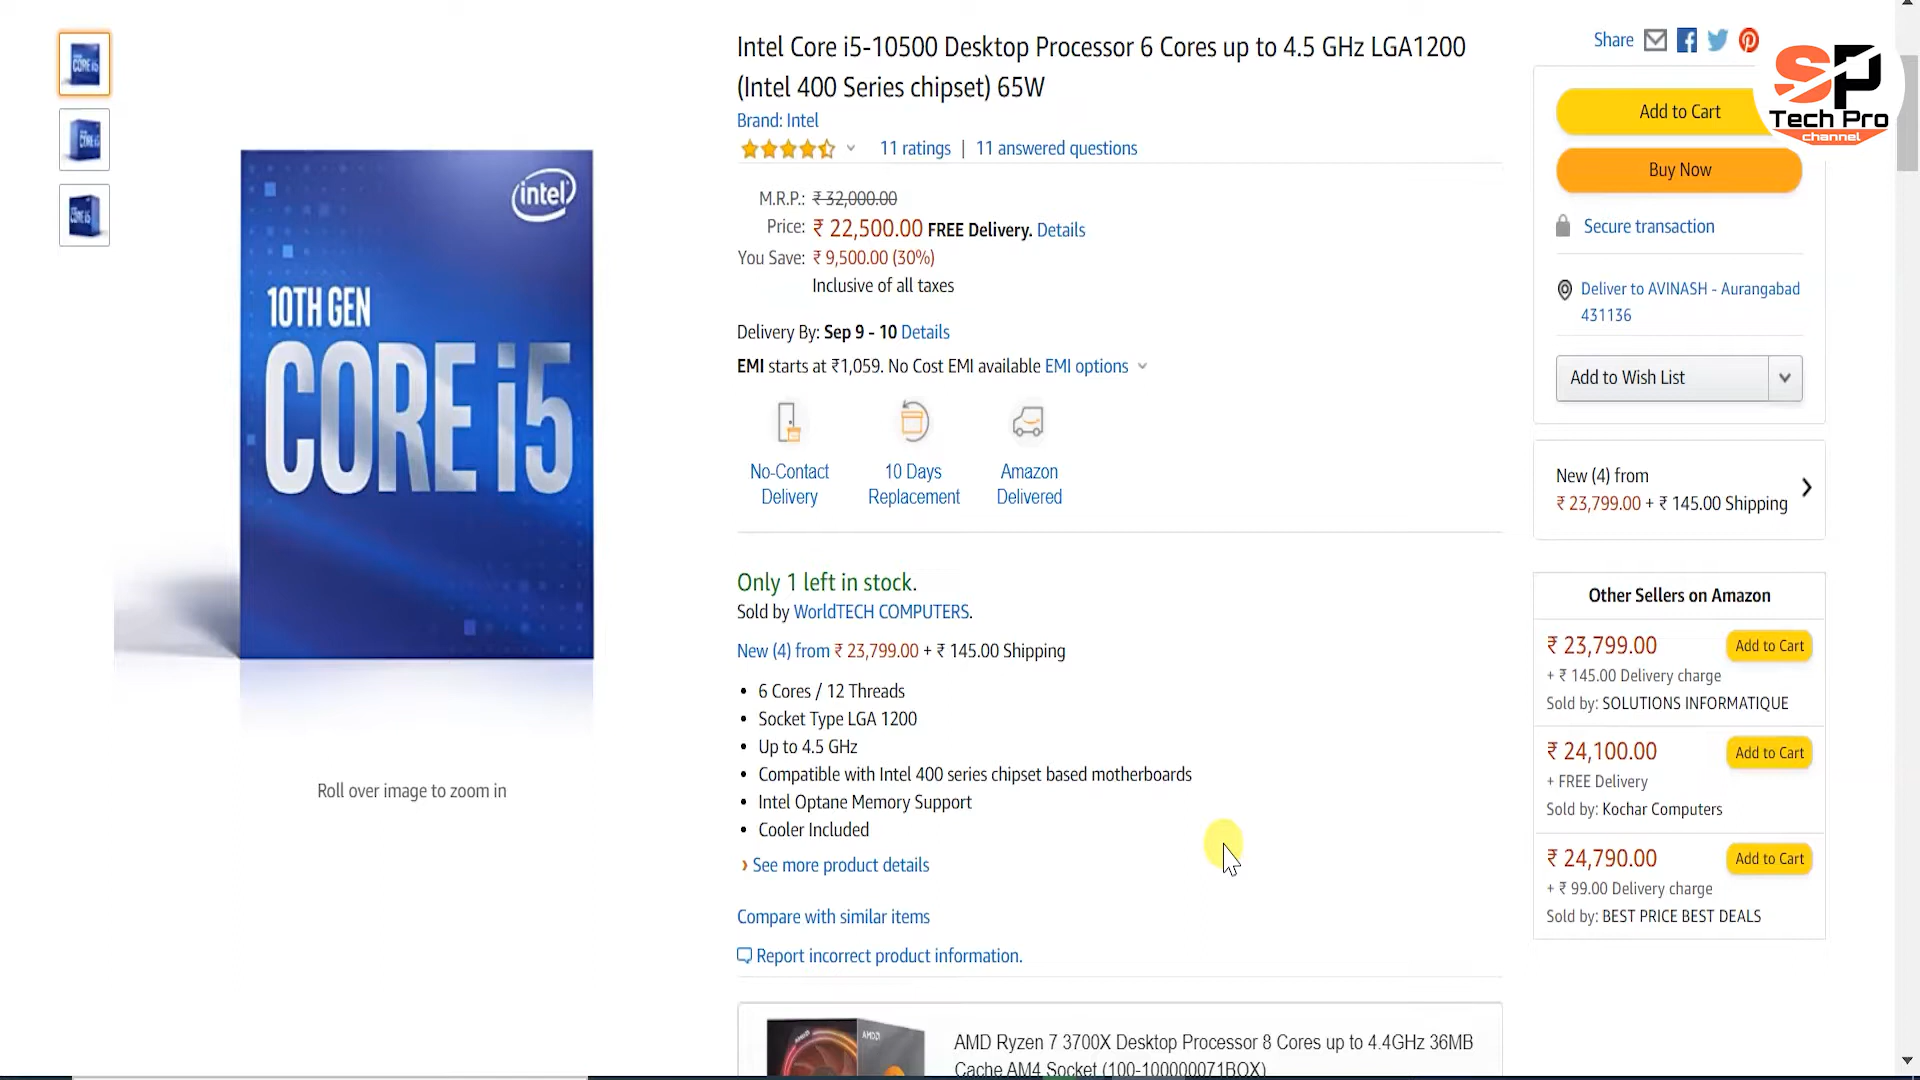 Intel Core i5-10500 Desktop Processor 6 Cores up to 4.5 GHz LGA1200
(Intel 400 Series chipset) 65W
Brand: Intel
11 ratings | 11 answered questions
M.R.P.: ₹ 32,000.00
Price: ₹ 22,500.00 FREE Delivery. Details
You Save: ₹ 9,500.00 (30%)
Inclusive of all taxes
Delivery By: Sep 9 - 10 Details
EMI starts at ₹1,059. No Cost EMI available EMI options
No-Contact
Delivery
10 Days
Replacement
Amazon
Delivered
Only 1 left in stock.
Sold by WorldTECH COMPUTERS.
New (4) from ₹ 23,799.00 + ₹ 145.00 Shipping
• 6 Cores / 12 Threads
• Socket Type LGA 1200
• Up to 4.5 GHz
• Compatible with Intel 400 series chipset based motherboards
• Intel Optane Memory Support
• Cooler Included
› See more product details
Compare with similar items
Report incorrect product information.
AMD Ryzen 7 3700X Desktop Processor 8 Cores up to 4.4GHz 36MB
Cache AM4 Socket (100-100000071BOX)
intel
10TH GEN
CORE i5
Roll over image to zoom in
CORE i5
CORE i5
CORE i5
Share
SP
Tech Pro
channel
Add to Cart
Buy Now
Secure transaction
Deliver to AVINASH - Aurangabad
431136
Add to Wish List
New (4) from
₹ 23,799.00 + ₹ 145.00 Shipping
Other Sellers on Amazon
₹ 23,799.00
Add to Cart
+ ₹ 145.00 Delivery charge
Sold by: SOLUTIONS INFORMATIQUE
₹ 24,100.00
Add to Cart
+ FREE Delivery
Sold by: Kochar Computers
₹ 24,790.00
Add to Cart
+ ₹ 99.00 Delivery charge
Sold by: BEST PRICE BEST DEALS